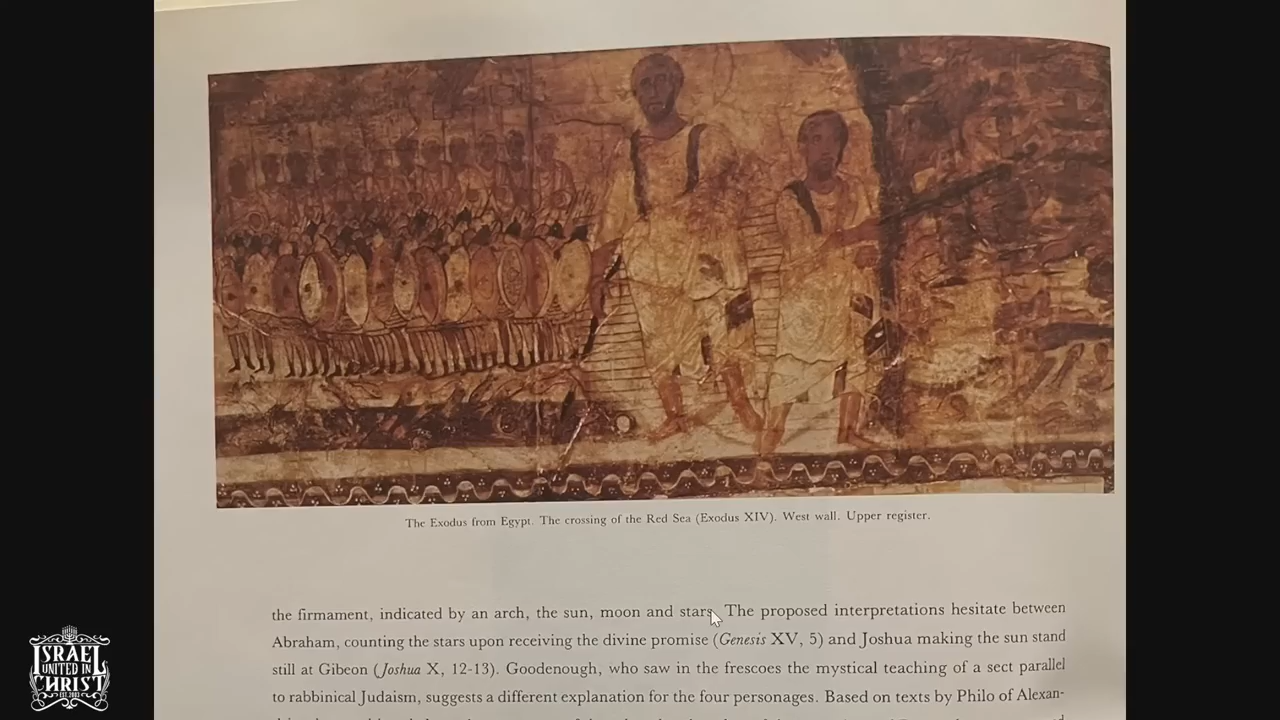 The Exodus from Egypt. The crossing of the Red Sea (Exodus XIV). West wall. Upper register.
the firmament, indicated by an arch, the sun, moon and stars. The proposed interpretations hesitate between
Abraham, counting the stars upon receiving the divine promise (Genesis XV, 5) and Joshua making the sun stand
still at Gibeon (Joshua X, 12-13). Goodenough, who saw in the frescoes the mystical teaching of a sect parallel
to rabbinical Judaism, suggests a different explanation for the four personages. Based on texts by Philo of Alexan-
ISRAEL
UNITED IN
CHRIST
EST. 2003